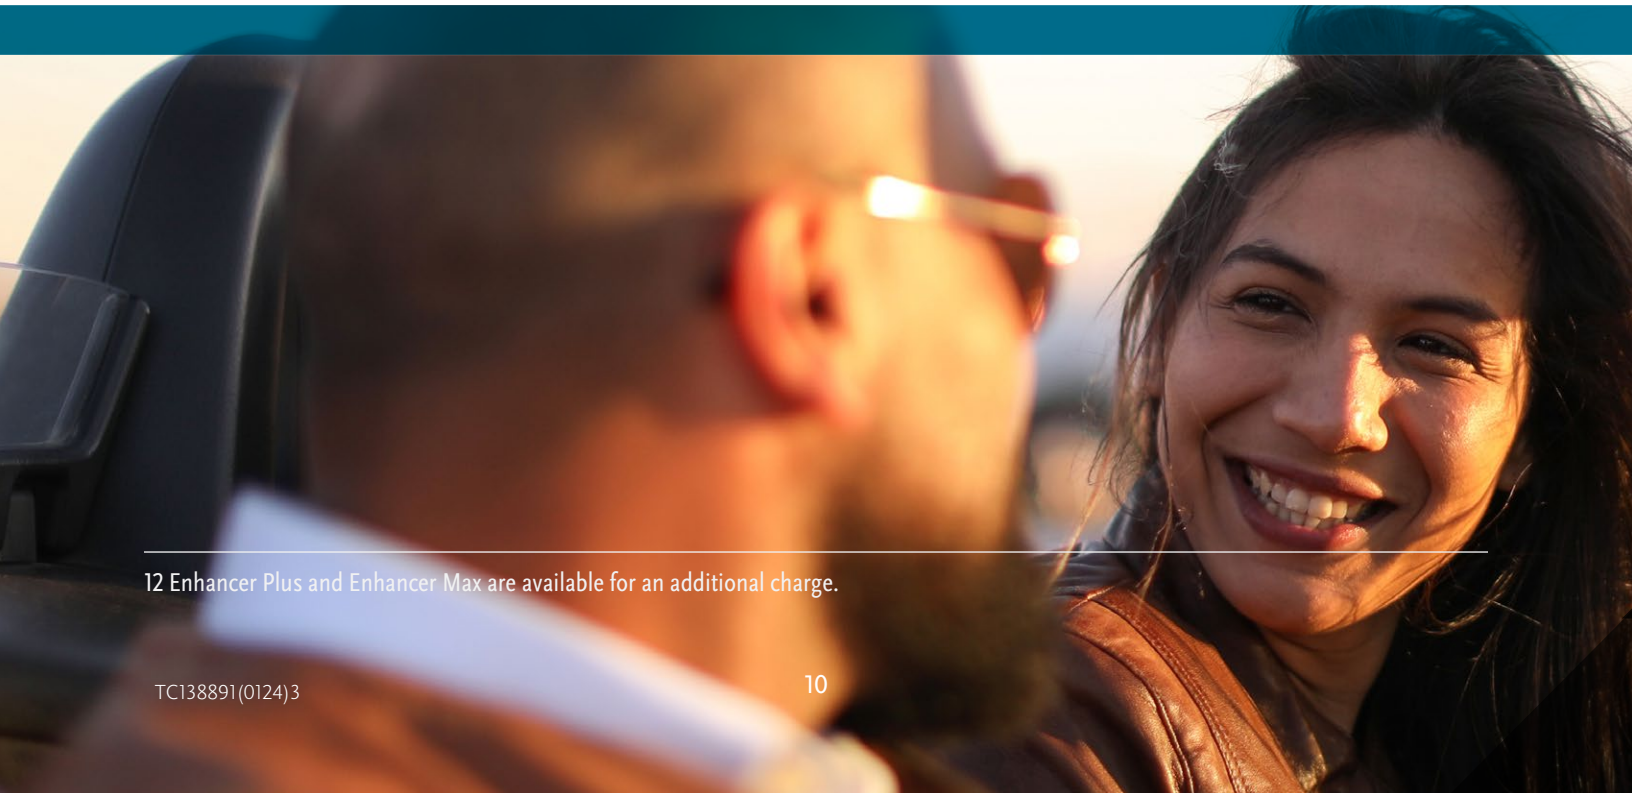 12 Enhancer Plus and Enhancer Max are available for an additional charge.
TC138891(0124)3
10